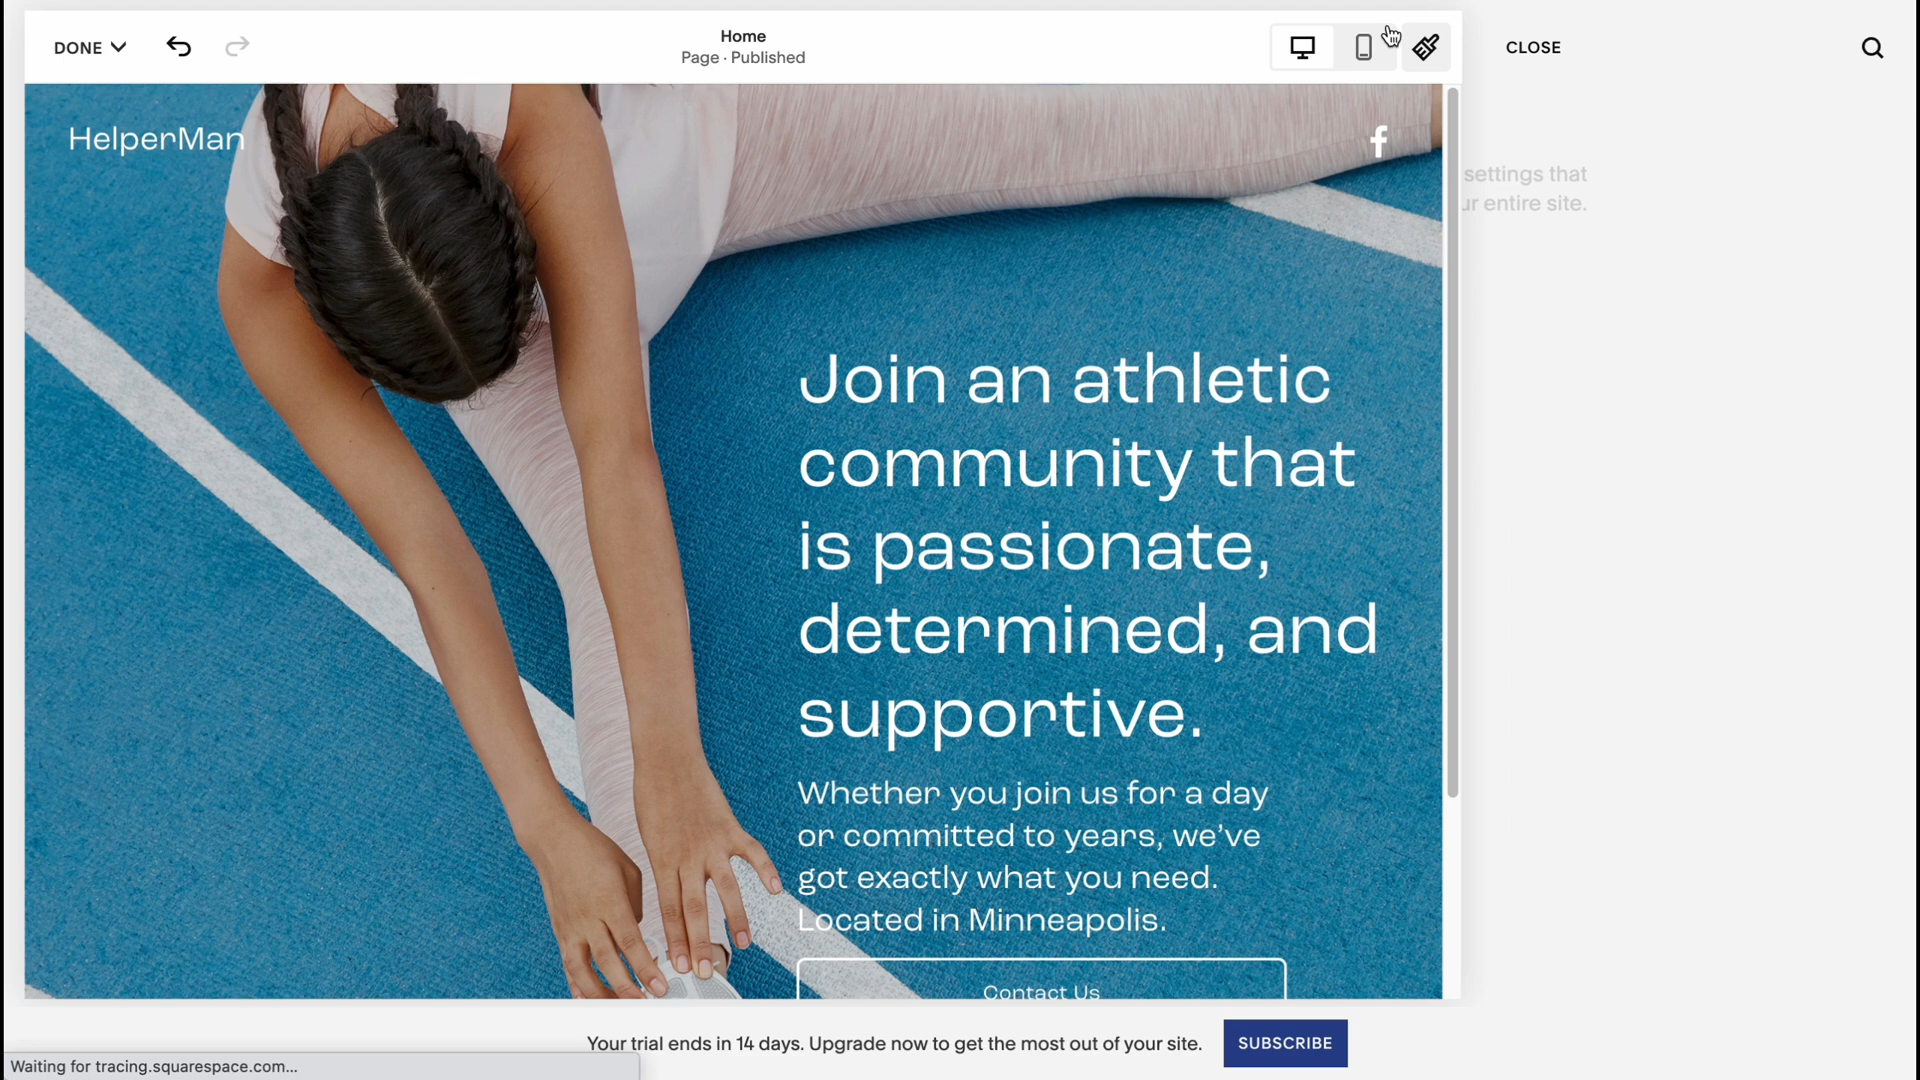 DONE
Home
Page · Published
CLOSE
HelperMan
settings that
ur entire site.
Join an athletic
community that
is passionate,
determined, and
supportive.
Whether you join us for a day
or committed to years, we've
got exactly what you need.
Located in Minneapolis.
Contact Us
Your trial ends in 14 days. Upgrade now to get the most out of your site.
SUBSCRIBE
Waiting for tracing.squarespace.com...